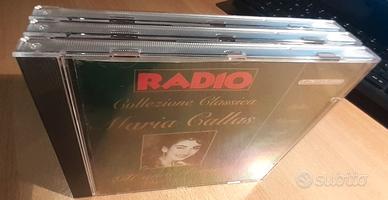 RADIO
Collezione Classica
Maria Callas
subito